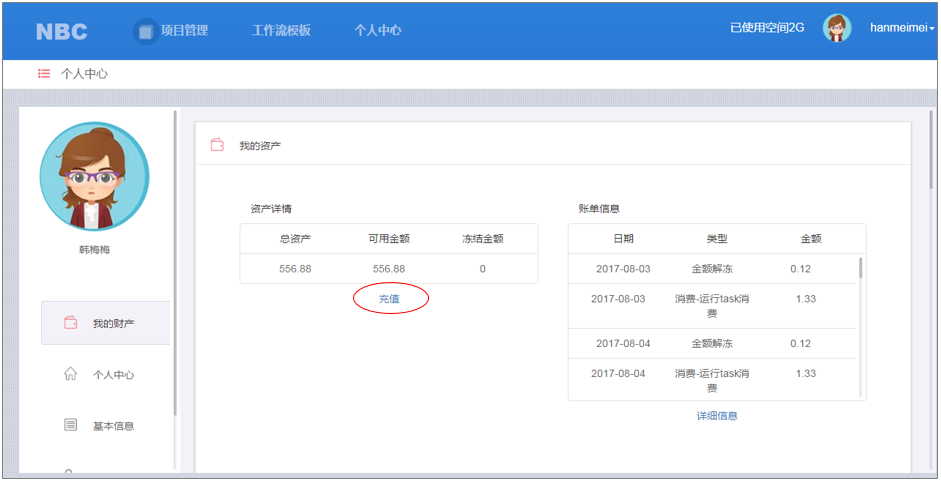 NBC 项目管理 工作流模板 个人中心 已使用空间2G hanmeimei
个人中心
韩梅梅
我的财产
个人中心
基本信息
我的资产
资产详情
总资产 可用金额 冻结金额
556.88 556.88 0
充值
账单信息
日期 类型 金额
2017-08-03 金额解冻 0.12
2017-08-03 消费-运行task消 1.33
费
2017-08-04 金额解冻 0.12
2017-08-04 消费-运行task消 1.33
费
详细信息